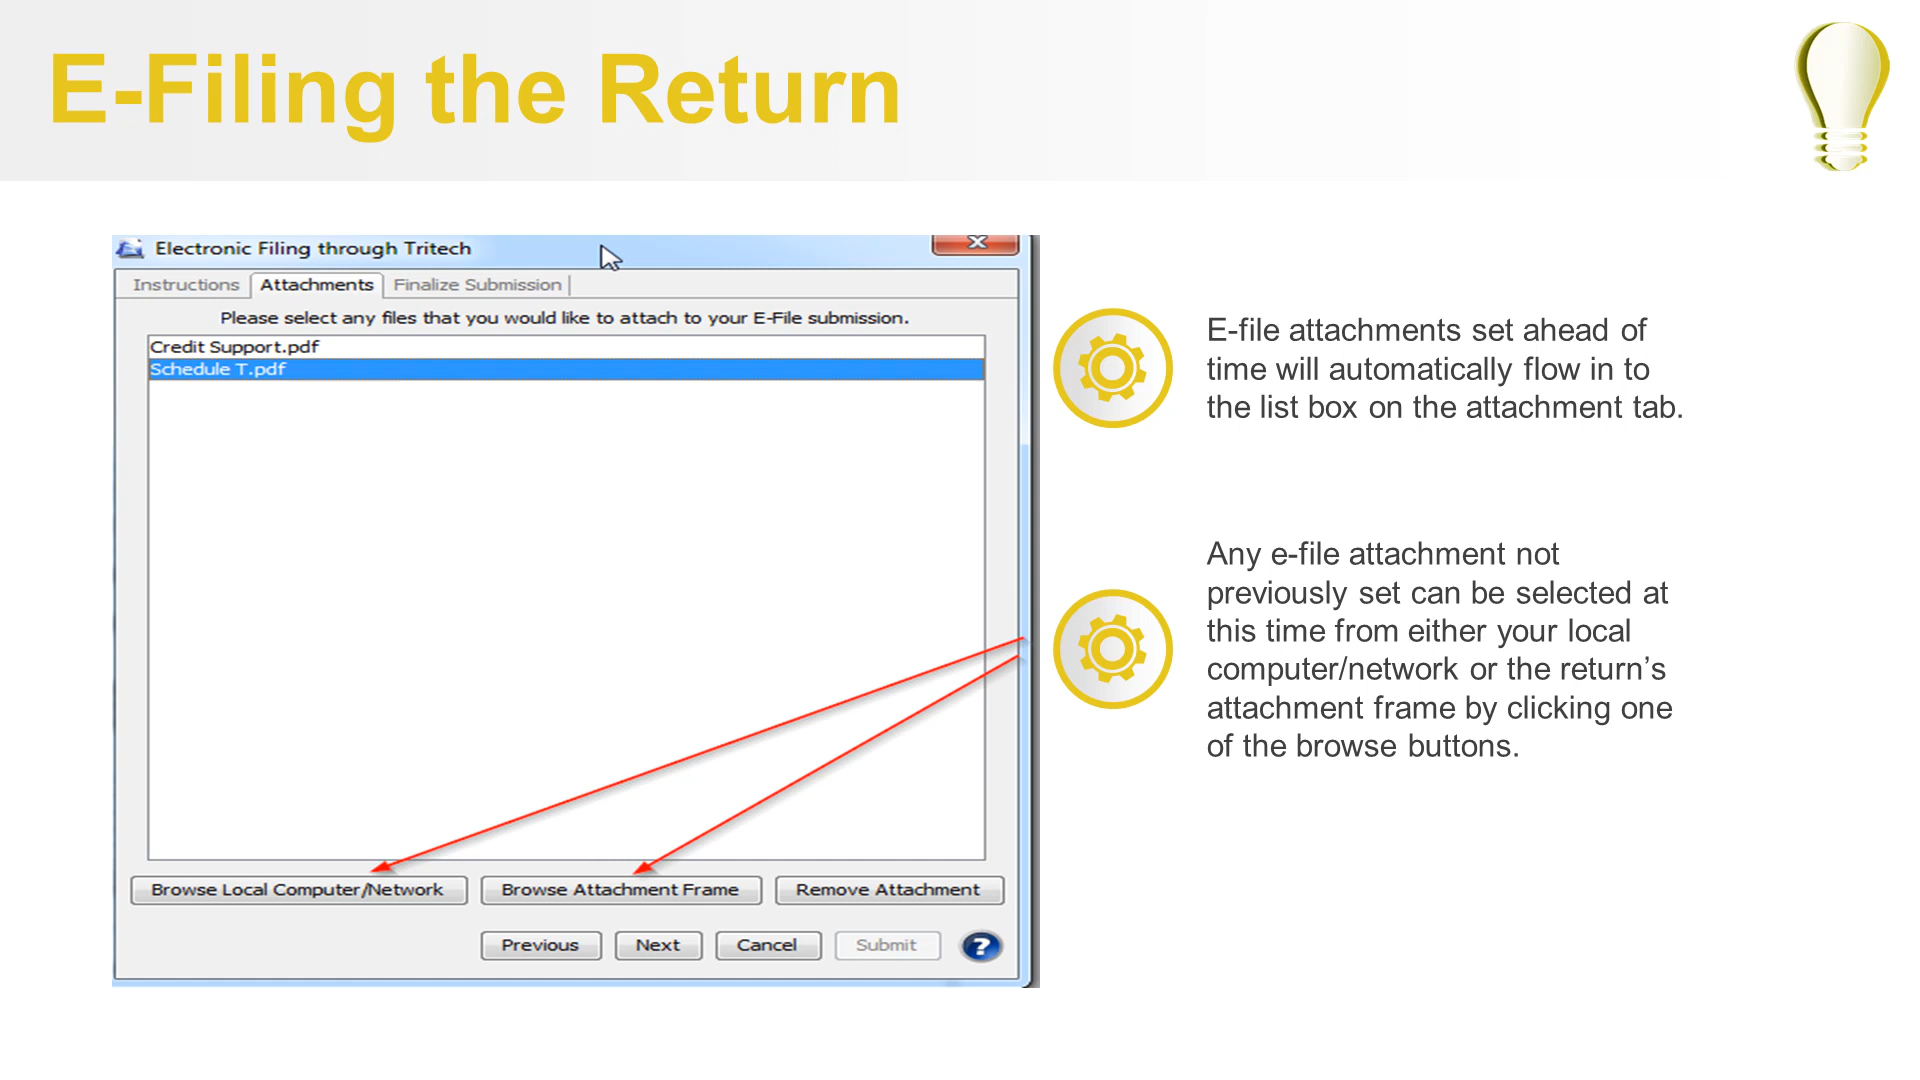 E-Filing the Return
Electronic Filing through Tritech
Instructions Attachments Finalize Submission
Please select any files that you would like to attach to your E-File submission.
Credit Support.pdf
Schedule T.pdf
Browse Local Computer/Network Browse Attachment Frame Remove Attachment
Previous Next Cancel Submit ?
E-file attachments set ahead of
time will automatically flow in to
the list box on the attachment tab.
Any e-file attachment not
previously set can be selected at
this time from either your local
computer/network or the return’s
attachment frame by clicking one
of the browse buttons.